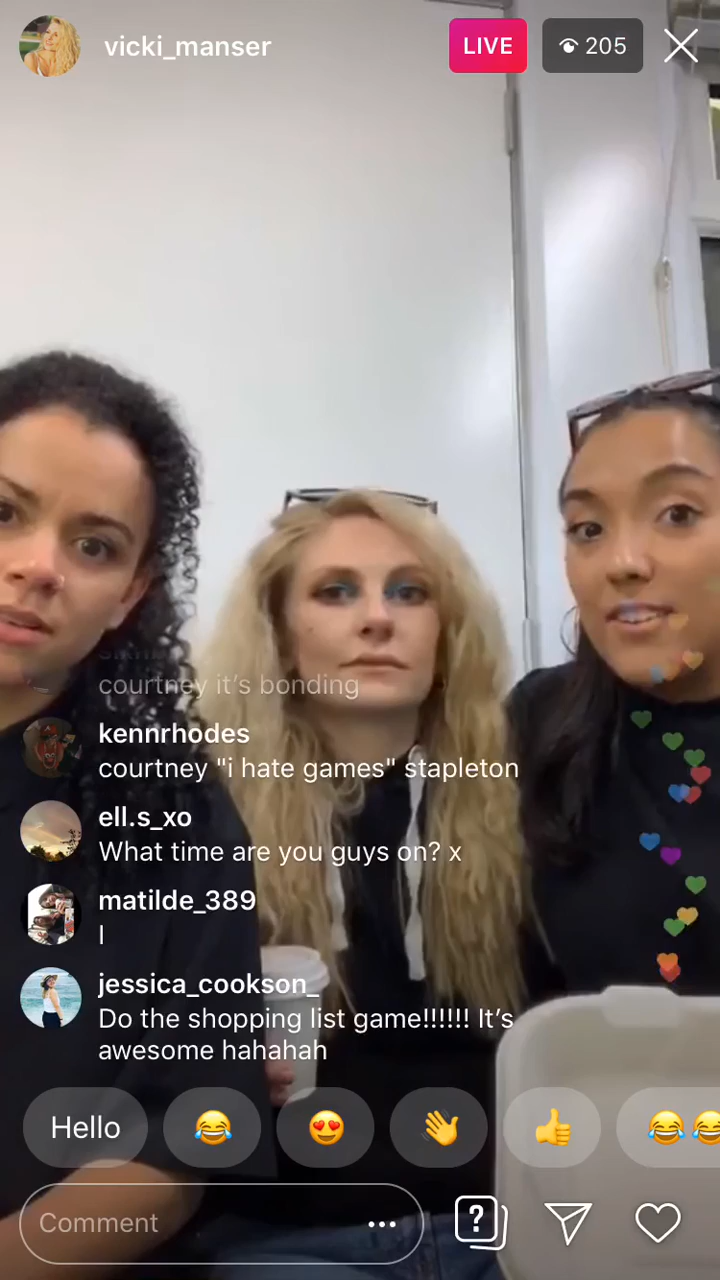 vicki_manser
LIVE
205
courtney it’s bonding
kennrhodes
courtney "i hate games" stapleton
ell.s_xo
What time are you guys on? x
matilde_389
I
jessica_cookson_
Do the shopping list game!!!!!! It’s
awesome hahahah
Hello
Comment
?